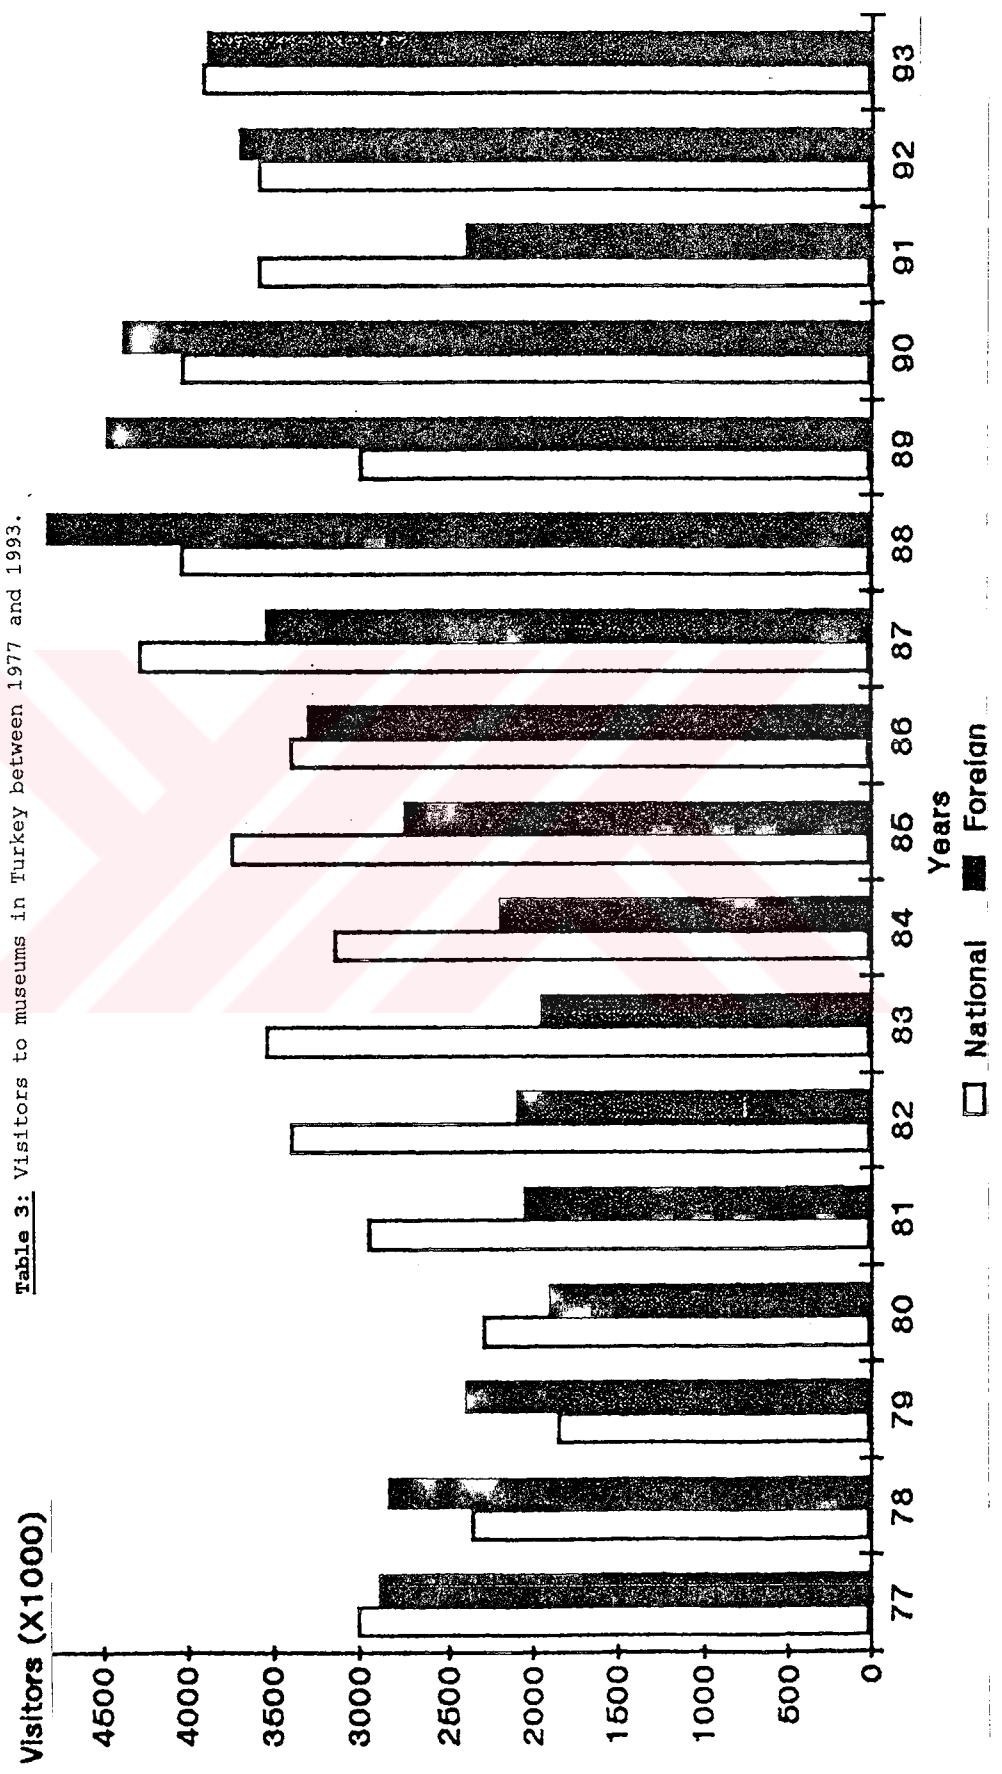 Table 3: Visitors to museums in Turkey between 1977 and 1993.
Visitors (X1000)
4500
4000
3500
3000
2500
2000
1500
1000
500
0
77 78 79 80 81 82 83 84 85 86 87 88 89 90 91 92 93
Years
National Foreign